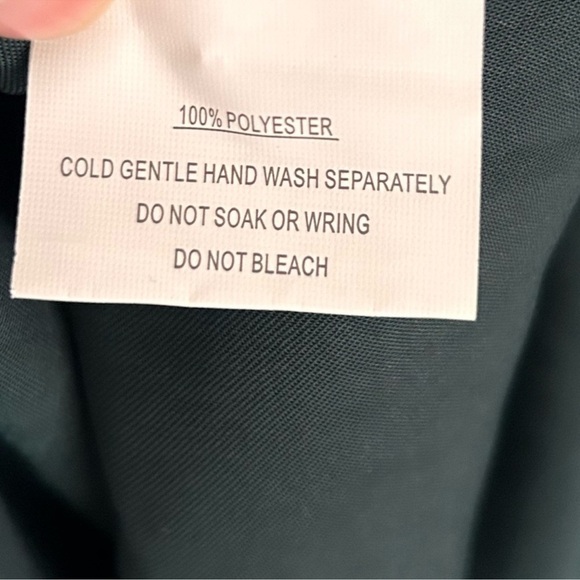 100% POLYESTER
COLD GENTLE HAND WASH SEPARATELY
DO NOT SOAK OR WRING
DO NOT BLEACH